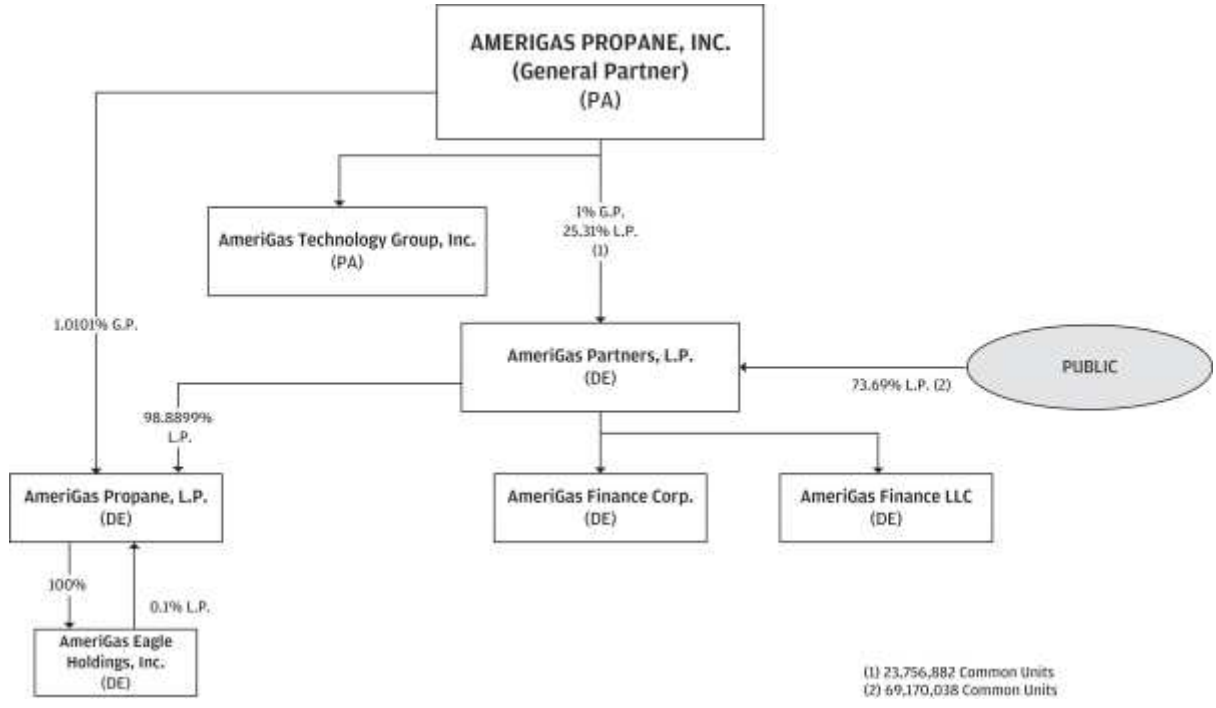 AMERIGAS PROPANE, INC.
(General Partner)
(PA)
AmeriGas Technology Group, Inc.
(PA)
1% G.P.
25.31% L.P.
(1)
1.0101% G.P.
AmeriGas Partners, L.P.
(DE)
PUBLIC
73.69% L.P. (2)
98.8899%
L.P.
AmeriGas Propane, L.P.
(DE)
AmeriGas Finance Corp.
(DE)
AmeriGas Finance LLC
(DE)
100%
0.1% L.P.
AmeriGas Eagle
Holdings, Inc.
(DE)
(1) 23,756,882 Common Units
(2) 69,170,038 Common Units